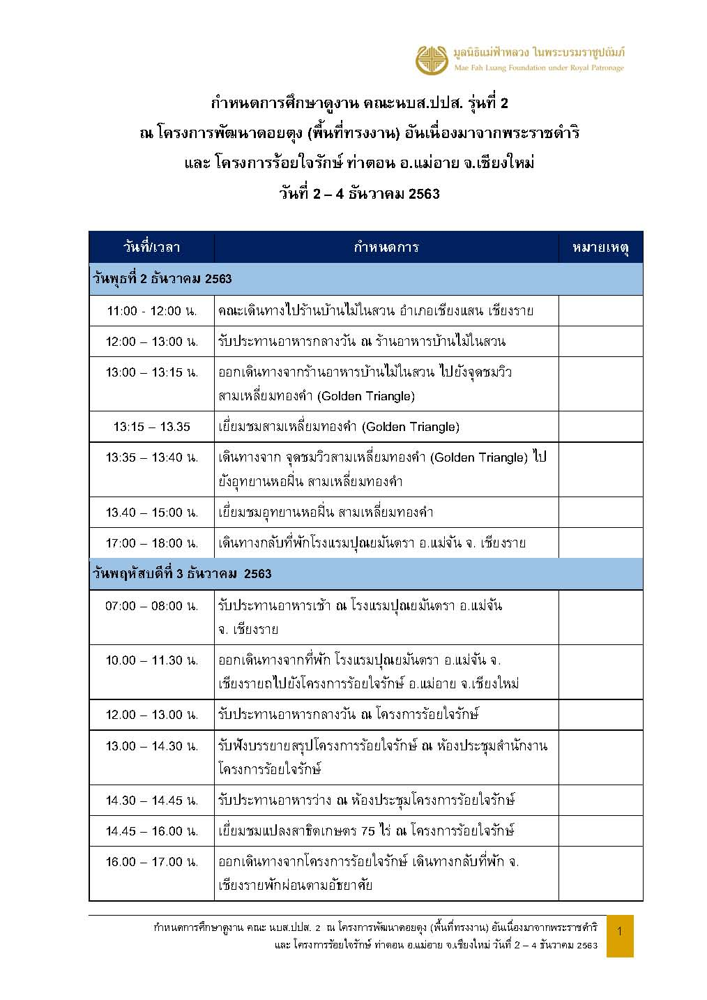 มูลนิธิแม่ฟ้าหลวง ในพระบรมราชูปถัมภ์
Mae Fah Luang Foundation under Royal Patronage
กำหนดการศึกษาดูงาน คณะนบส.ปปส. รุ่นที่ 2
ณ โครงการพัฒนาดอยตุง (พื้นที่ทรงงาน) อันเนื่องมาจากพระราชดำริ
และ โครงการร้อยใจรักษ์ ท่าตอน อ.แม่อาย จ.เชียงใหม่
วันที่ 2 – 4 ธันวาคม 2563
วันที่/เวลา กำหนดการ หมายเหตุ
วันพุธที่ 2 ธันวาคม 2563
11:00 - 12:00 น. คณะเดินทางไปร้านบ้านไม้ในสวน อำเภอเชียงแสน เชียงราย
12:00 – 13:00 น. รับประทานอาหารกลางวัน ณ ร้านอาหารบ้านไม้ในสวน
13:00 – 13:15 น. ออกเดินทางจากร้านอาหารบ้านไม้ในสวน ไปยังจุดชมวิว
สามเหลี่ยมทองคำ (Golden Triangle)
13:15 – 13.35 เยี่ยมชมสามเหลี่ยมทองคำ (Golden Triangle)
13:35 – 13:40 น. เดินทางจาก จุดชมวิวสามเหลี่ยมทองคำ (Golden Triangle) ไป
ยังอุทยานหอฝิ่น สามเหลี่ยมทองคำ
13.40 – 15:00 น. เยี่ยมชมอุทยานหอฝิ่น สามเหลี่ยมทองคำ
17:00 – 18:00 น. เดินทางกลับที่พักโรงแรมปุณยมันตรา อ.แม่จัน จ. เชียงราย
วันพฤหัสบดีที่ 3 ธันวาคม 2563
07:00 – 08:00 น. รับประทานอาหารเช้า ณ โรงแรมปุณยมันตรา อ.แม่จัน
จ. เชียงราย
10.00 – 11.30 น. ออกเดินทางจากที่พัก โรงแรมปุณยมันตรา อ.แม่จัน จ.
เชียงรายถไปยังโครงการร้อยใจรักษ์ อ.แม่อาย จ.เชียงใหม่
12.00 – 13.00 น. รับประทานอาหารกลางวัน ณ โครงการร้อยใจรักษ์
13.00 – 14.30 น. รับฟังบรรยายสรุปโครงการร้อยใจรักษ์ ณ ห้องประชุมสำนักงาน
โครงการร้อยใจรักษ์
14.30 – 14.45 น. รับประทานอาหารว่าง ณ ห้องประชุมโครงการร้อยใจรักษ์
14.45 – 16.00 น. เยี่ยมชมแปลงสาธิตเกษตร 75 ไร่ ณ โครงการร้อยใจรักษ์
16.00 – 17.00 น. ออกเดินทางจากโครงการร้อยใจรักษ์ เดินทางกลับที่พัก จ.
เชียงรายพักผ่อนตามอัธยาศัย
กำหนดการศึกษาดูงาน คณะ นบส.ปปส. 2 ณ โครงการพัฒนาดอยตุง (พื้นที่ทรงงาน) อันเนื่องมาจากพระราชดำริ
และ โครงการร้อยใจรักษ์ ท่าตอน อ.แม่อาย จ.เชียงใหม่ วันที่ 2 – 4 ธันวาคม 2563
1